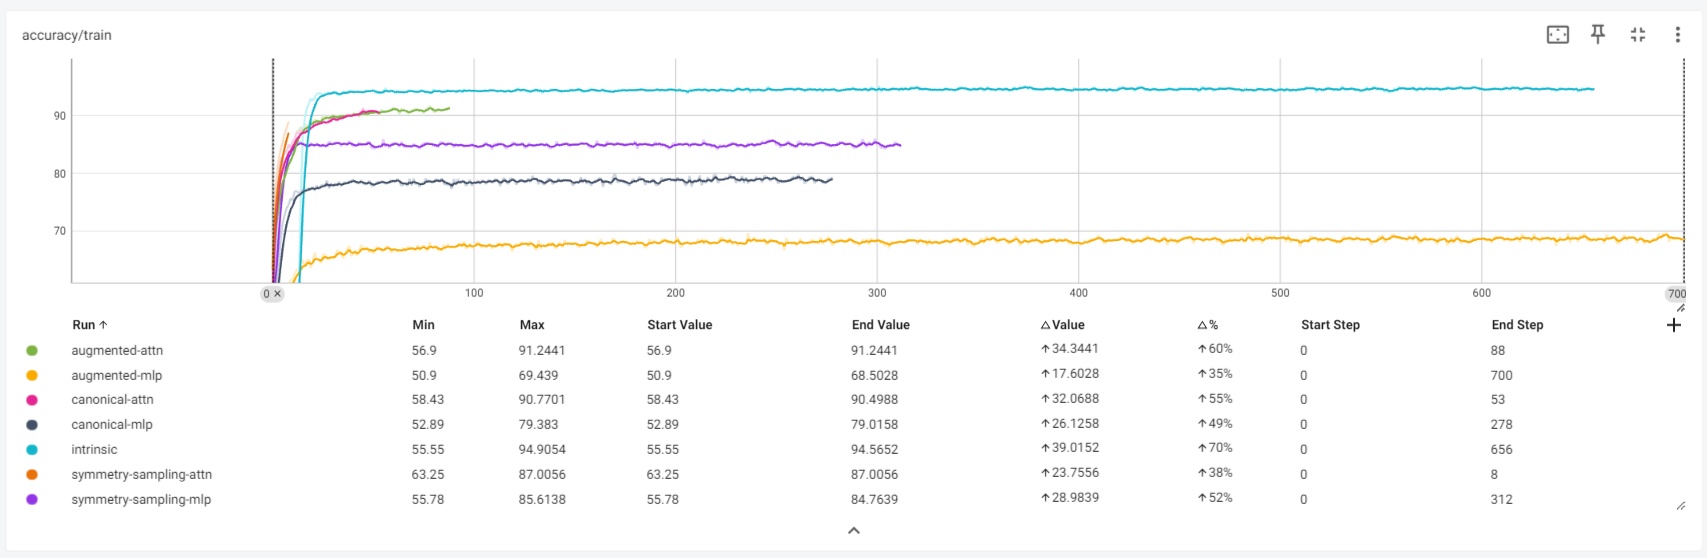 accuracy/train
90
80
70
0 × 100 200 300 400 500 600 700
Run ↑ Min Max Start Value End Value △Value △% Start Step End Step
augmented-attn 56.9 91.2441 56.9 91.2441 ↑34.3441 ↑60% 0 88
augmented-mlp 50.9 69.439 50.9 68.5028 ↑17.6028 ↑35% 0 700
canonical-attn 58.43 90.7701 58.43 90.4988 ↑32.0688 ↑55% 0 53
canonical-mlp 52.89 79.383 52.89 79.0158 ↑26.1258 ↑49% 0 278
intrinsic 55.55 94.9054 55.55 94.5652 ↑39.0152 ↑70% 0 656
symmetry-sampling-attn 63.25 87.0056 63.25 87.0056 ↑23.7556 ↑38% 0 8
symmetry-sampling-mlp 55.78 85.6138 55.78 84.7639 ↑28.9839 ↑52% 0 312